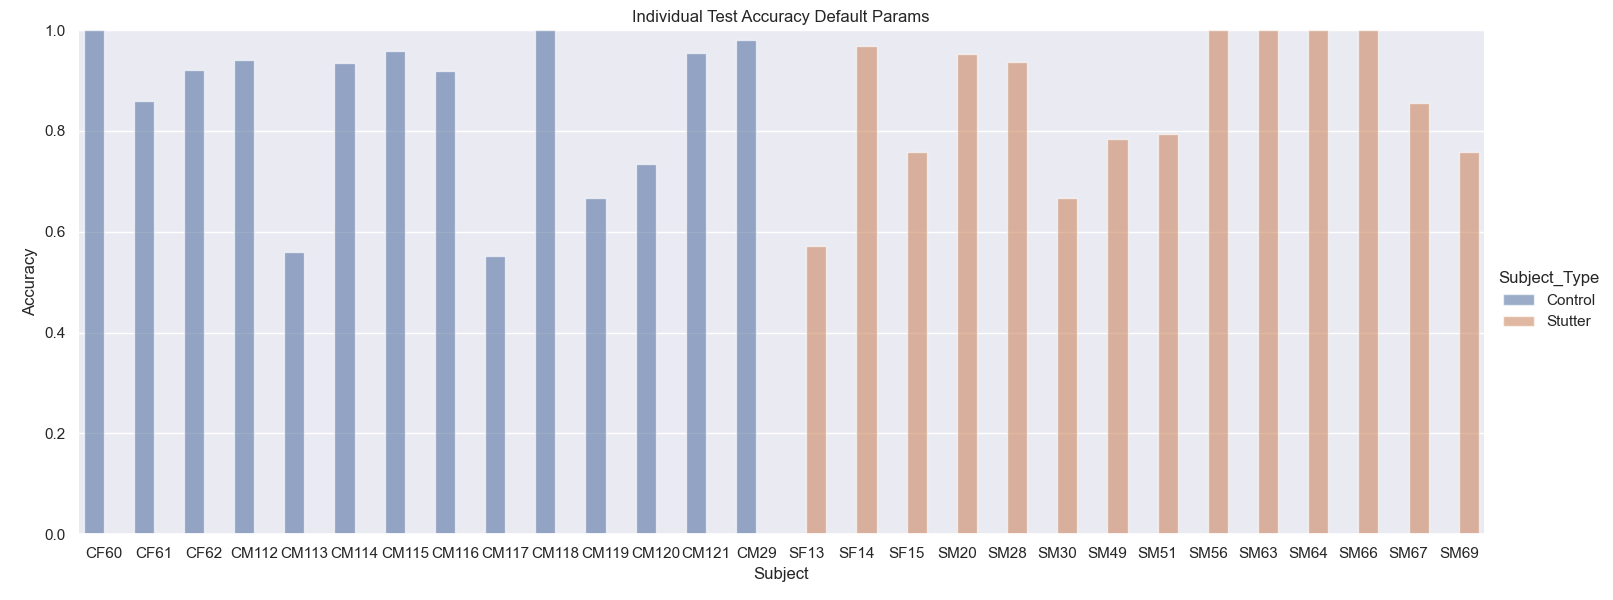 Individual Test Accuracy Default Params
1.0
0.8
0.6
0.4
0.2
0.0
Accuracy
CF60 CF61 CF62 CM112 CM113 CM114 CM115 CM116 CM117 CM118 CM119 CM120 CM121 CM29 SF13 SF14 SF15 SM20 SM28 SM30 SM49 SM51 SM56 SM63 SM64 SM66 SM67 SM69
Subject
Subject_Type
Control
Stutter